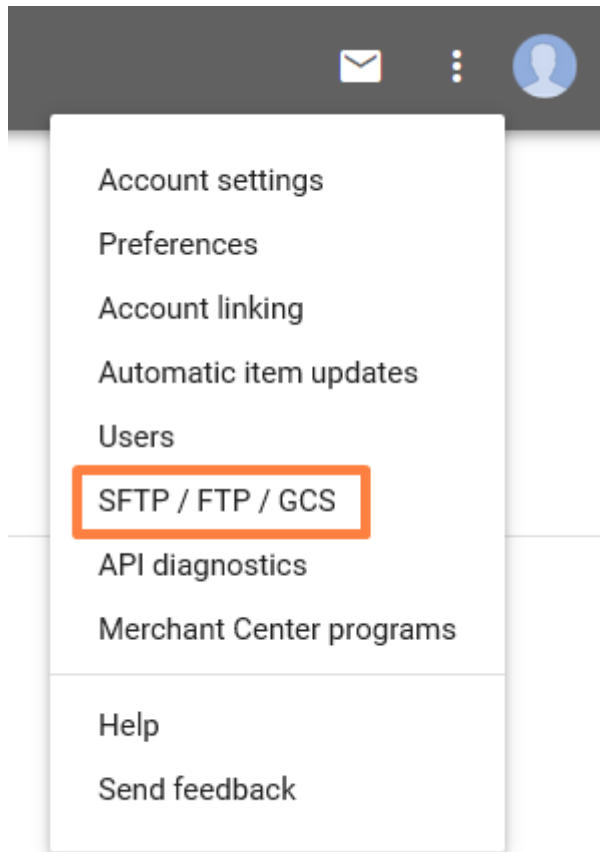 Account settings
Preferences
Account linking
Automatic item updates
Users
SFTP / FTP / GCS
API diagnostics
Merchant Center programs
Help
Send feedback